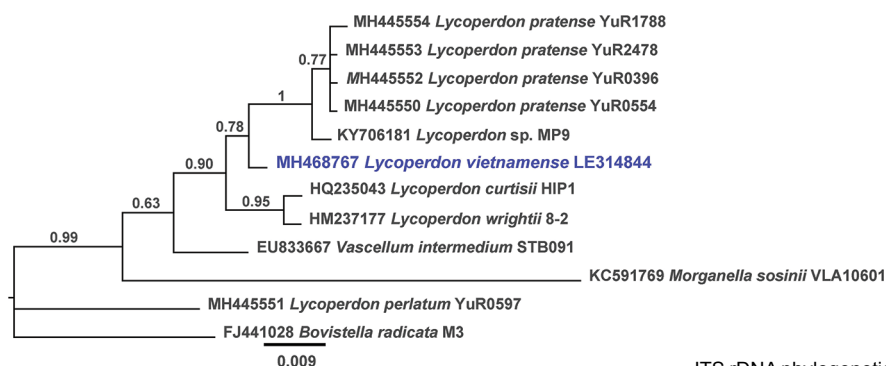 MH445554 Lycoperdon pratense YuR1788
MH445553 Lycoperdon pratense YuR2478
0.77
MH445552 Lycoperdon pratense YuR0396
1
MH445550 Lycoperdon pratense YuR0554
0.78
KY706181 Lycoperdon sp. MP9
MH468767 Lycoperdon vietnamense LE314844
0.90
HQ235043 Lycoperdon curtisii HIP1
0.95
0.63
HM237177 Lycoperdon wrightii 8-2
0.99
EU833667 Vascellum intermedium STB091
KC591769 Morganella sosinii VLA10601
MH445551 Lycoperdon perlatum YuR0597
FJ441028 Bovistella radicata M3
0.009